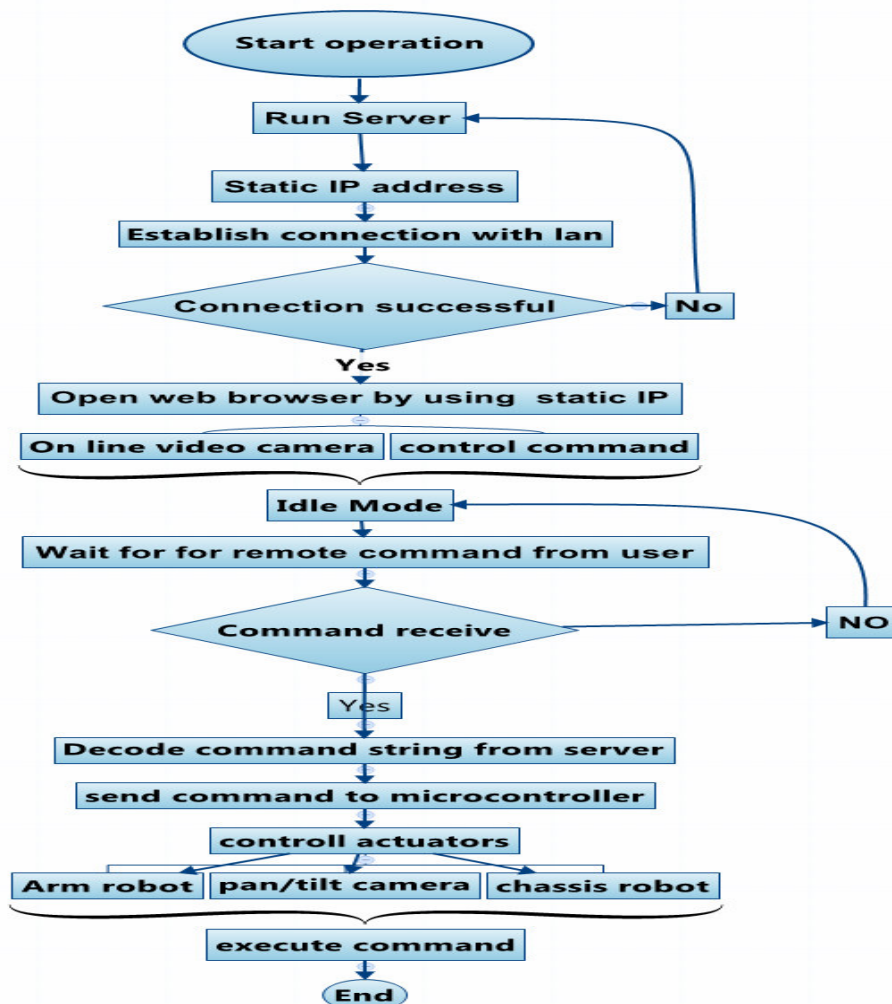 Start operation
Run Server
Static IP address
Establish connection with lan
Connection successful
No
Yes
Open web browser by using static IP
On line video camera
control command
Idle Mode
Wait for for remote command from user
Command receive
NO
Yes
Decode command string from server
send command to microcontroller
controll actuators
Arm robot
pan/tilt camera
chassis robot
execute command
End